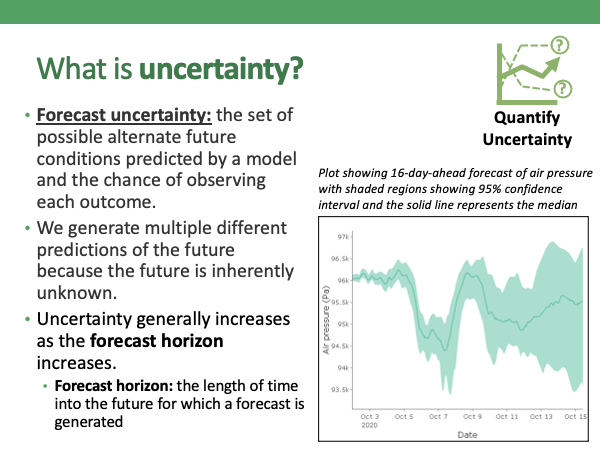 What is uncertainty?
• Forecast uncertainty: the set of
possible alternate future
conditions predicted by a model
and the chance of observing
each outcome.
• We generate multiple different
predictions of the future
because the future is inherently
unknown.
• Uncertainty generally increases
as the forecast horizon
increases.
• Forecast horizon: the length of time
into the future for which a forecast is
generated
?
?
Quantify
Uncertainty
Plot showing 16-day-ahead forecast of air pressure
with shaded regions showing 95% confidence
interval and the solid line represents the median
Air pressure (Pa)
97k
96.5k
96k
95.5k
95k
94.5k
94k
93.5k
Oct 3 Oct 5 Oct 7 Oct 9 Oct 11 Oct 13 Oct 15
2020
Date